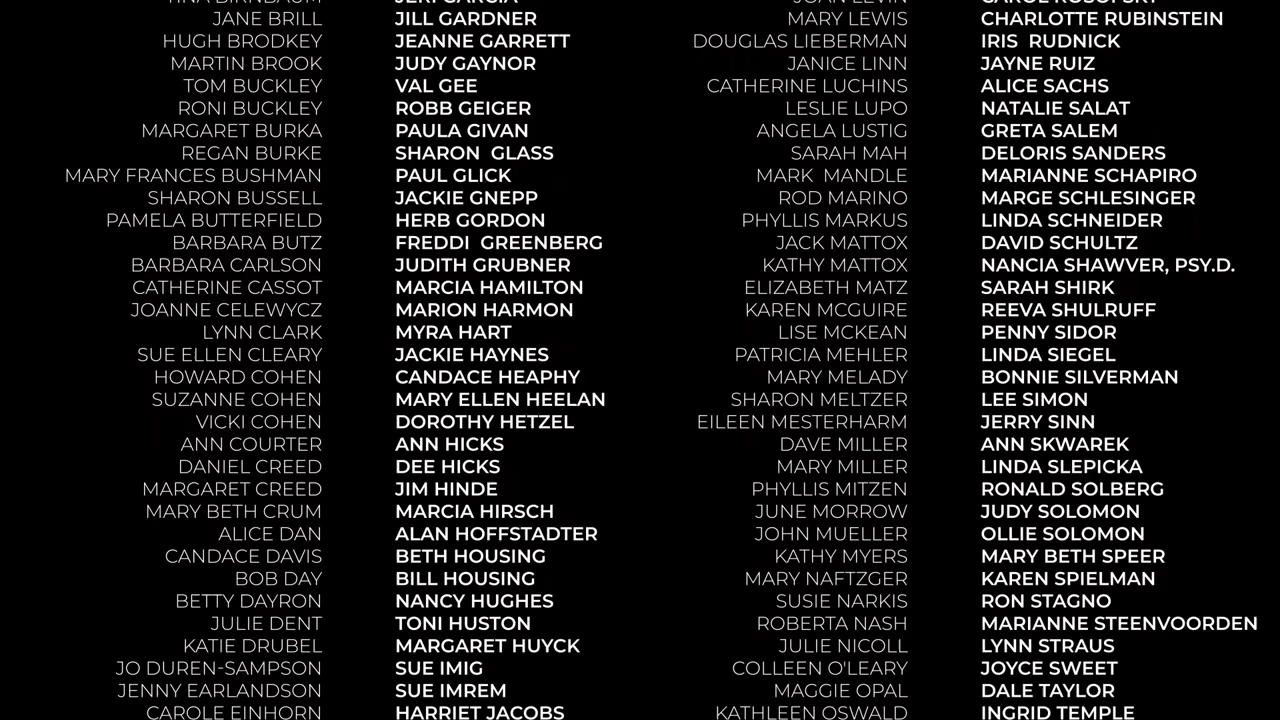 TINA BIRNBAUM
JANE BRILL
HUGH BRODKEY
MARTIN BROOK
TOM BUCKLEY
RONI BUCKLEY
MARGARET BURKA
REGAN BURKE
MARY FRANCES BUSHMAN
SHARON BUSSELL
PAMELA BUTTERFIELD
BARBARA BUTZ
BARBARA CARLSON
CATHERINE CASSOT
JOANNE CELEWYCZ
LYNN CLARK
SUE ELLEN CLEARY
HOWARD COHEN
SUZANNE COHEN
VICKI COHEN
ANN COURTER
DANIEL CREED
MARGARET CREED
MARY BETH CRUM
ALICE DAN
CANDACE DAVIS
BOB DAY
BETTY DAYRON
JULIE DENT
KATIE DRUBEL
JO DUREN-SAMPSON
JENNY EARLANDSON
CAROLE EINHORN
JERI GARCIA
JILL GARDNER
JEANNE GARRETT
JUDY GAYNOR
VAL GEE
ROBB GEIGER
PAULA GIVAN
SHARON  GLASS
PAUL GLICK
JACKIE GNEPP
HERB GORDON
FREDDI  GREENBERG
JUDITH GRUBNER
MARCIA HAMILTON
MARION HARMON
MYRA HART
JACKIE HAYNES
CANDACE HEAPHY
MARY ELLEN HEELAN
DOROTHY HETZEL
ANN HICKS
DEE HICKS
JIM HINDE
MARCIA HIRSCH
ALAN HOFFSTADTER
BETH HOUSING
BILL HOUSING
NANCY HUGHES
TONI HUSTON
MARGARET HUYCK
SUE IMIG
SUE IMREM
HARRIET JACOBS
JOAN LEVIN
MARY LEWIS
DOUGLAS LIEBERMAN
JANICE LINN
CATHERINE LUCHINS
LESLIE LUPO
ANGELA LUSTIG
SARAH MAH
MARK  MANDLE
ROD MARINO
PHYLLIS MARKUS
JACK MATTOX
KATHY MATTOX
ELIZABETH MATZ
KAREN MCGUIRE
LISE MCKEAN
PATRICIA MEHLER
MARY MELADY
SHARON MELTZER
EILEEN MESTERHARM
DAVE MILLER
MARY MILLER
PHYLLIS MITZEN
JUNE MORROW
JOHN MUELLER
KATHY MYERS
MARY NAFTZGER
SUSIE NARKIS
ROBERTA NASH
JULIE NICOLL
COLLEEN O'LEARY
MAGGIE OPAL
KATHLEEN OSWALD
CHARLOTTE RUBINSTEIN
IRIS  RUDNICK
JAYNE RUIZ
ALICE SACHS
NATALIE SALAT
GRETA SALEM
DELORIS SANDERS
MARIANNE SCHAPIRO
MARGE SCHLESINGER
LINDA SCHNEIDER
DAVID SCHULTZ
NANCIA SHAWVER, PSY.D.
SARAH SHIRK
REEVA SHULRUFF
PENNY SIDOR
LINDA SIEGEL
BONNIE SILVERMAN
LEE SIMON
JERRY SINN
ANN SKWAREK
LINDA SLEPICKA
RONALD SOLBERG
JUDY SOLOMON
OLLIE SOLOMON
MARY BETH SPEER
KAREN SPIELMAN
RON STAGNO
MARIANNE STEENVOORDEN
LYNN STRAUS
JOYCE SWEET
DALE TAYLOR
INGRID TEMPLE